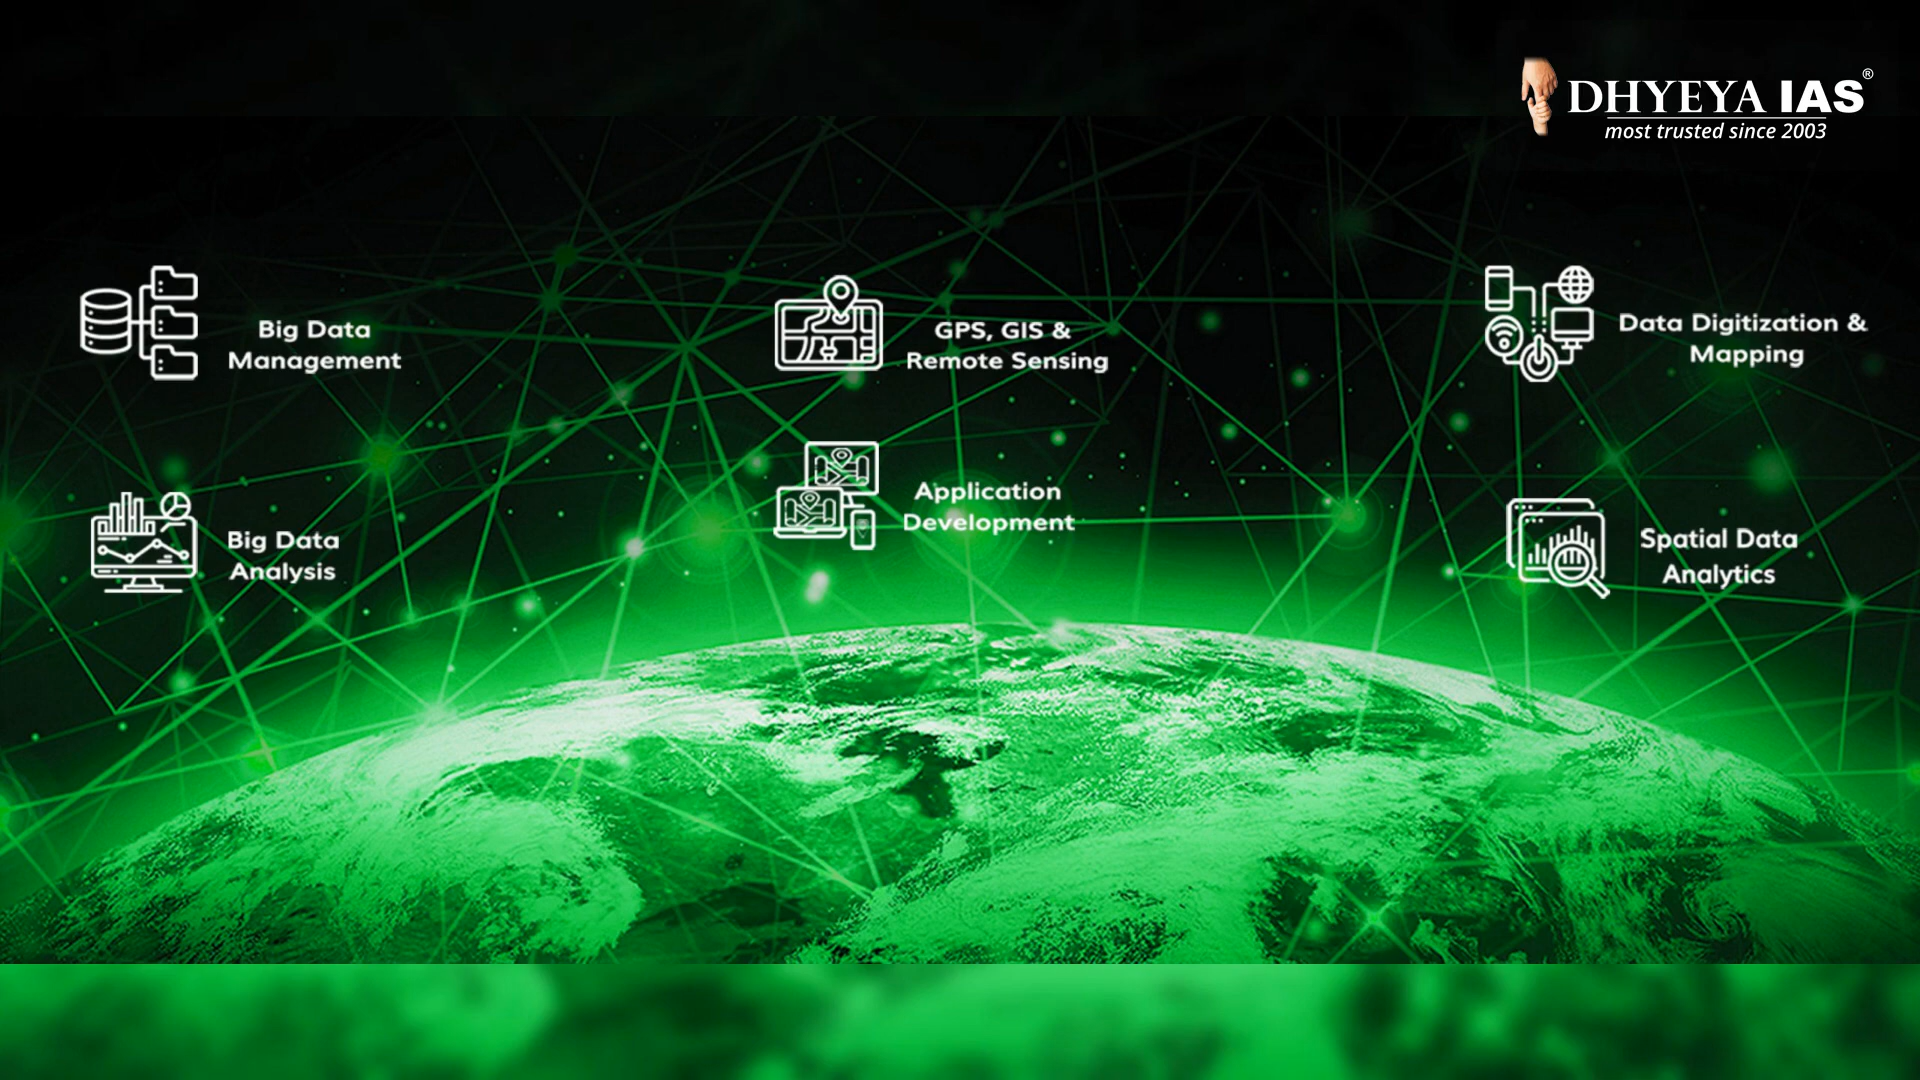 DHYEYA IAS®
most trusted since 2003
Big Data
Management
GPS, GIS &
Remote Sensing
Data Digitization &
Mapping
Big Data
Analysis
Application
Development
Spatial Data
Analytics